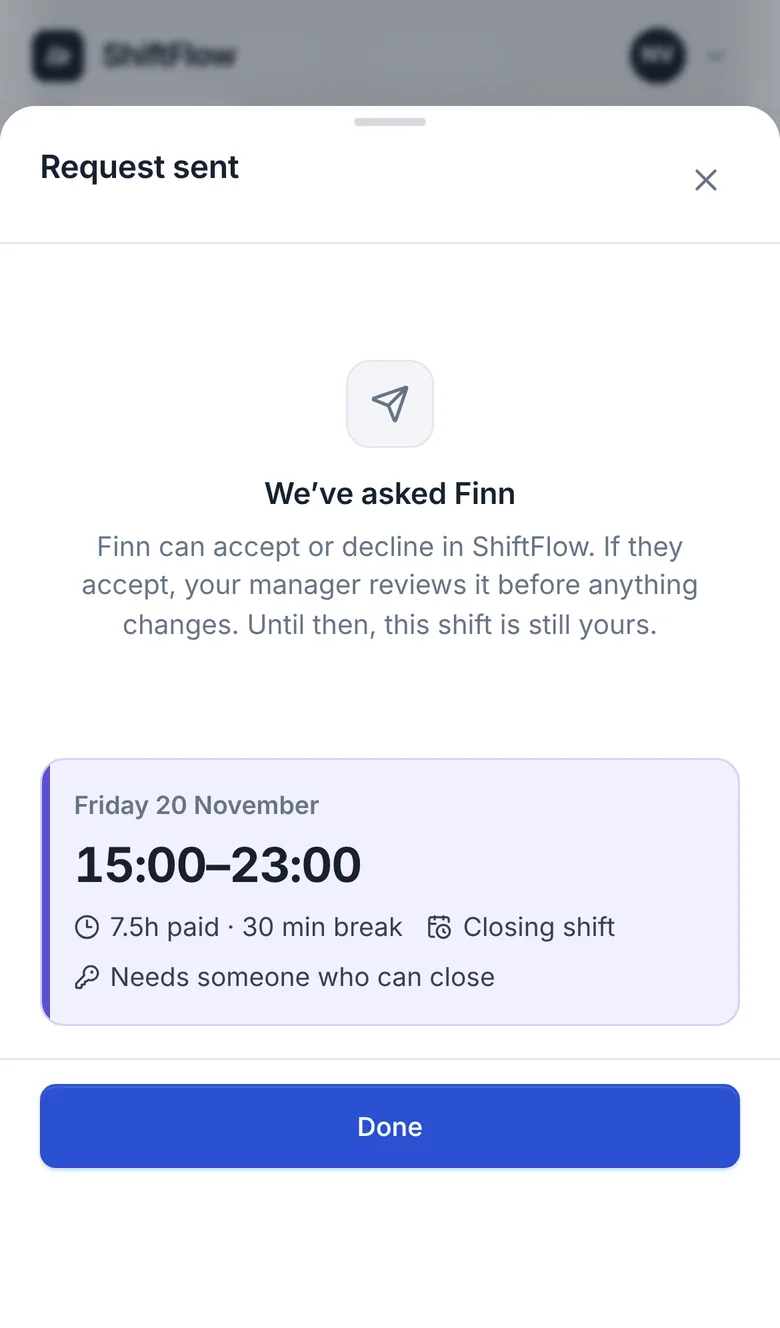 ShiftFlow
NV
Request sent
We’ve asked Finn
Finn can accept or decline in ShiftFlow. If they
accept, your manager reviews it before anything
changes. Until then, this shift is still yours.
Friday 20 November
15:00–23:00
7.5h paid · 30 min break Closing shift
Needs someone who can close
Done